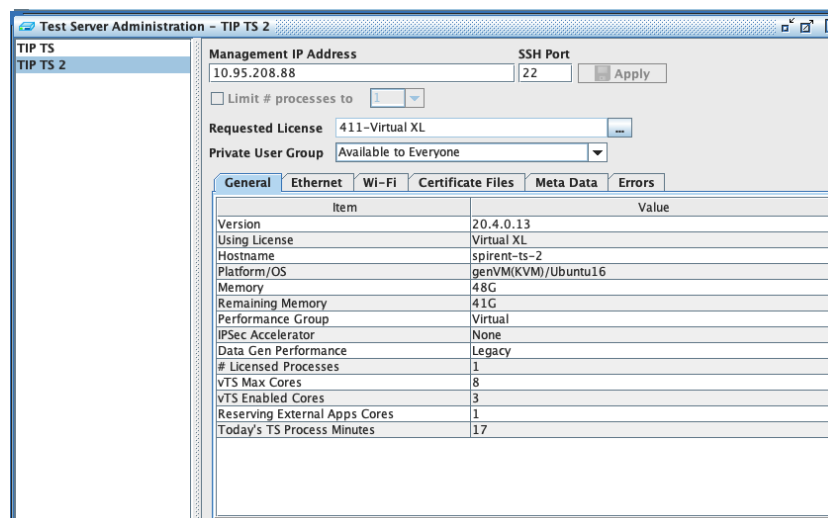 Test Server Administration – TIP TS 2
TIP TS
TIP TS 2
Management IP Address SSH Port
10.95.208.88 22 Apply
Limit # processes to 1
Requested License 411-Virtual XL ...
Private User Group Available to Everyone
General Ethernet Wi-Fi Certificate Files Meta Data Errors
Item Value
Version 20.4.0.13
Using License Virtual XL
Hostname spirent-ts-2
Platform/OS genVM(KVM)/Ubuntu16
Memory 48G
Remaining Memory 41G
Performance Group Virtual
IPSec Accelerator None
Data Gen Performance Legacy
# Licensed Processes 1
vTS Max Cores 8
vTS Enabled Cores 3
Reserving External Apps Cores 1
Today's TS Process Minutes 17